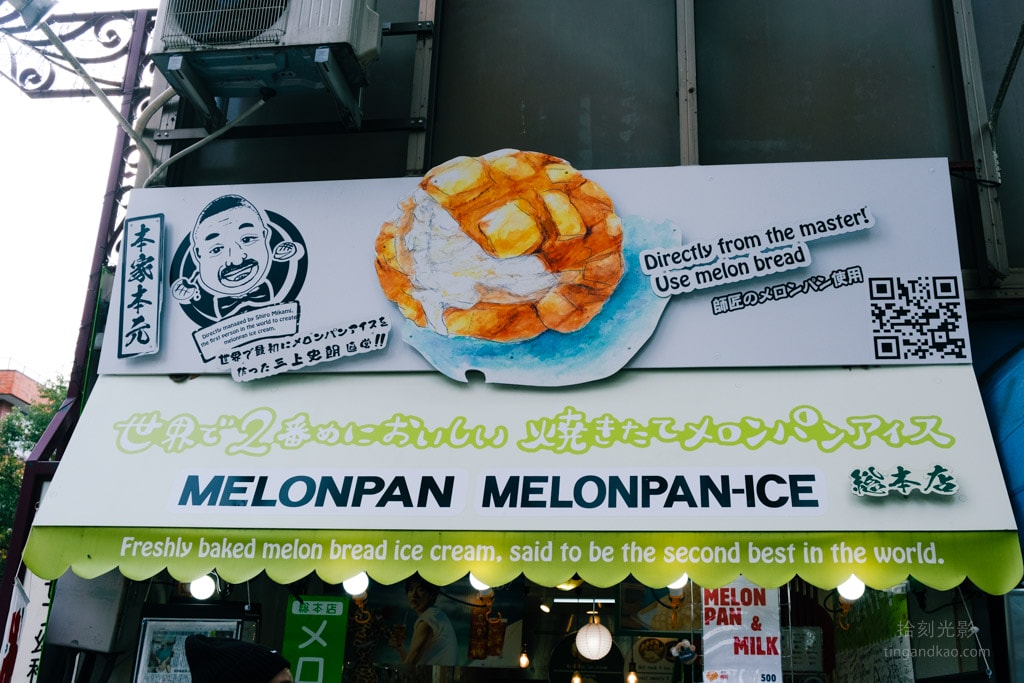 本家本元
Directly managed by Shiro Mikami,
the first person in the world to create
melonpan ice cream.
世界で最初にメロンパンアイスを
作った三上史朗直営!!
Directly from the master!
Use melon bread
師匠のメロンパン使用
世界で2番めにおいしい 焼きたてメロンパンアイス
MELONPAN MELONPAN-ICE 総本店
Freshly baked melon bread ice cream, said to be the second best in the world.
総本店
メロ
MELON
PAN &
MILK
500
拾刻光影
tingandkao.com